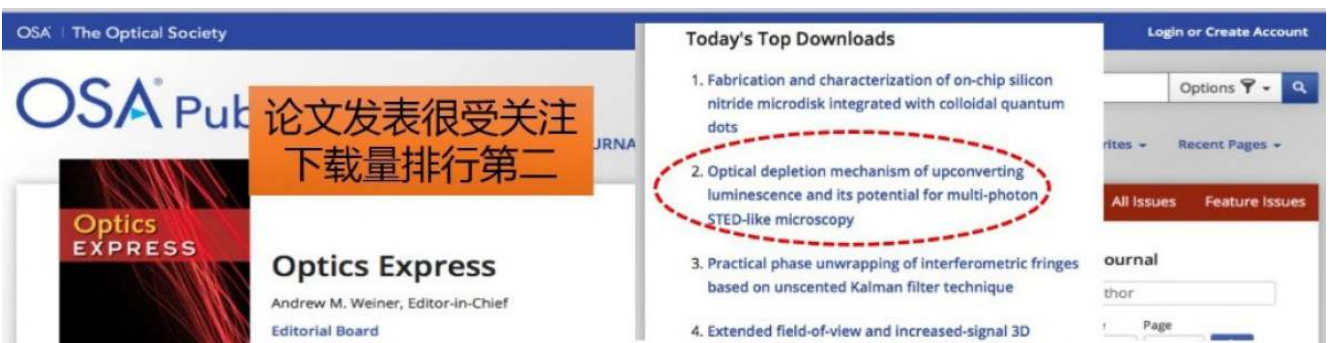 OSA | The Optical Society
Login or Create Account
OSA® Pub
Options
论文发表很受关注
下载量排行第二
JRNA
rites
Recent Pages
All Issues
Feature Issues
Optics
EXPRESS
Optics Express
Andrew M. Weiner, Editor-in-Chief
Editorial Board
Today's Top Downloads
1. Fabrication and characterization of on-chip silicon
nitride microdisk integrated with colloidal quantum
dots
2. Optical depletion mechanism of upconverting
luminescence and its potential for multi-photon
STED-like microscopy
3. Practical phase unwrapping of interferometric fringes
based on unscented Kalman filter technique
4. Extended field-of-view and increased-signal 3D
ournal
thor
Page